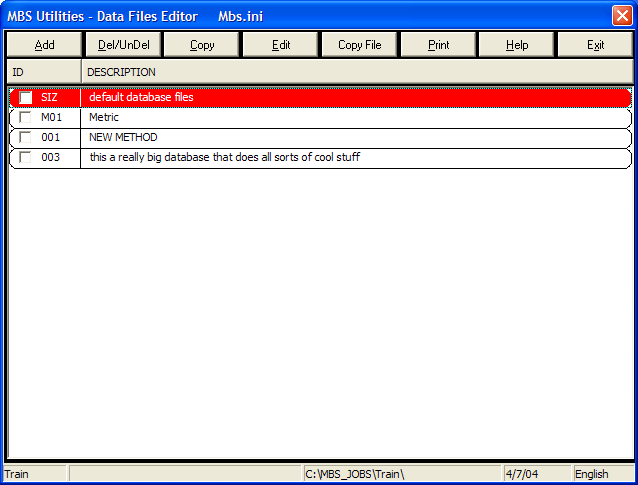 MBS Utilities - Data Files Editor Mbs.ini
Add Del/UnDel Copy Edit Copy File Print Help Exit
ID DESCRIPTION
SIZ default database files
M01 Metric
001 NEW METHOD
003 this a really big database that does all sorts of cool stuff
Train C:\MBS_JOBS\Train\ 4/7/04 English